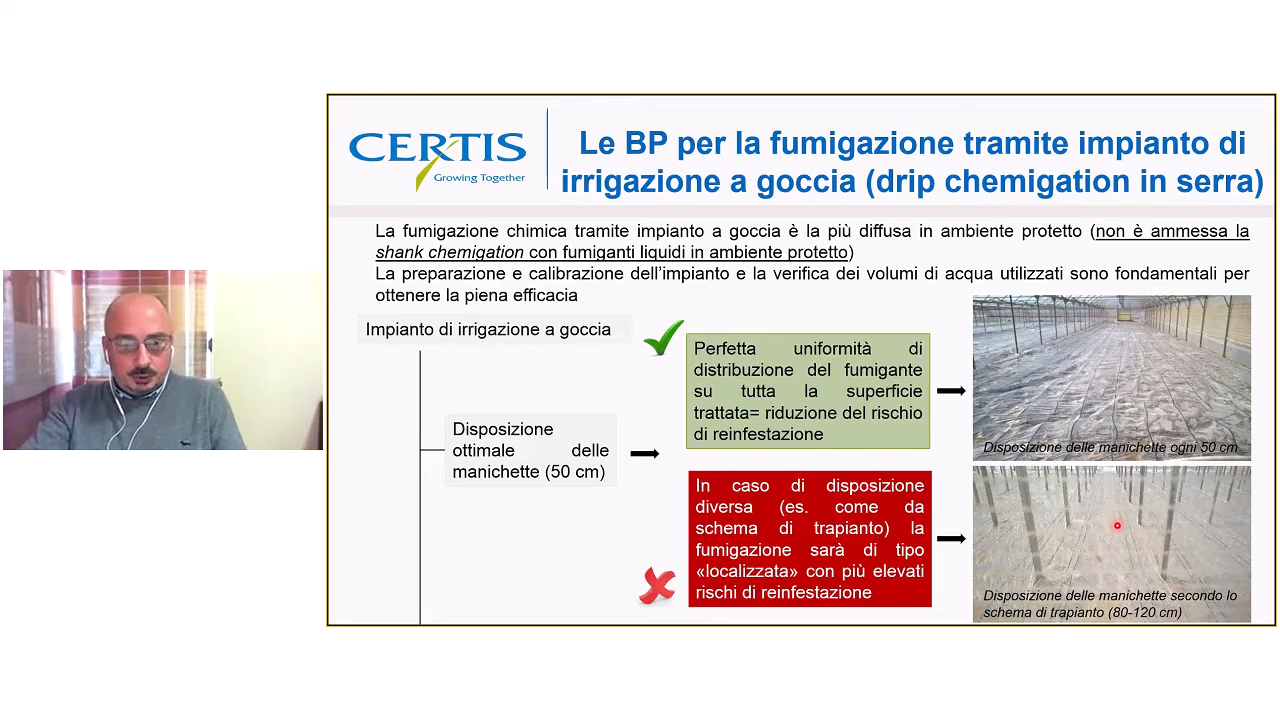 CERTIS
Growing Together
Le BP per la fumigazione tramite impianto di
irrigazione a goccia (drip chemigation in serra)
La fumigazione chimica tramite impianto a goccia è la più diffusa in ambiente protetto (non è ammessa la
shank chemigation con fumiganti liquidi in ambiente protetto)
La preparazione e calibrazione dell'impianto e la verifica dei volumi di acqua utilizzati sono fondamentali per
ottenere la piena efficacia
Impianto di irrigazione a goccia
Disposizione
ottimale delle
manichette (50 cm)
Perfetta uniformità di
distribuzione del fumigante
su tutta la superficie
trattata= riduzione del rischio
di reinfestazione
Disposizione delle manichette ogni 50 cm
In caso di disposizione
diversa (es. come da
schema di trapianto) la
fumigazione sarà di tipo
«localizzata» con più elevati
rischi di reinfestazione
Disposizione delle manichette secondo lo
schema di trapianto (80-120 cm)